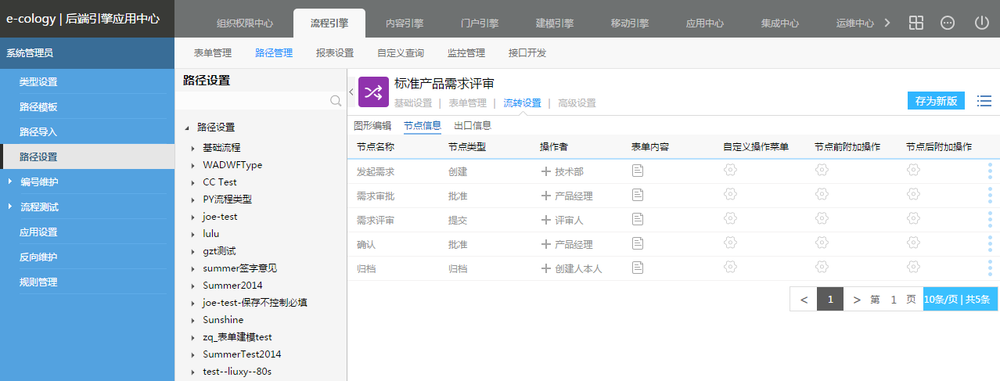 e-cology | 后端引擎应用中心
组织权限中心 流程引擎 内容引擎 门户引擎 建模引擎 移动引擎 应用中心 集成中心 运维中心
系统管理员
表单管理 路径管理 报表设置 自定义查询 监控管理 接口开发
类型设置
路径模板
路径导入
路径设置
编号维护
流程测试
应用设置
反向维护
规则管理
路径设置
路径设置
基础流程
WADWFType
CC Test
PY流程类型
joe-test
lulu
gzt测试
summer签字意见
Summer2014
joe-test-保存不控制必填
Sunshine
zq_表单建模test
SummerTest2014
test--liuxy--80s
标准产品需求评审
基础设置 | 表单管理 | 流转设置 | 高级设置
存为新版
图形编辑 节点信息 出口信息
节点名称 节点类型 操作者 表单内容 自定义操作菜单 节点前附加操作 节点后附加操作
发起需求 创建 技术部
需求审批 批准 产品经理
需求评审 提交 评审人
确认 批准 产品经理
归档 归档 创建人本人
< 1 > 第 1 页 10条/页 | 共5条